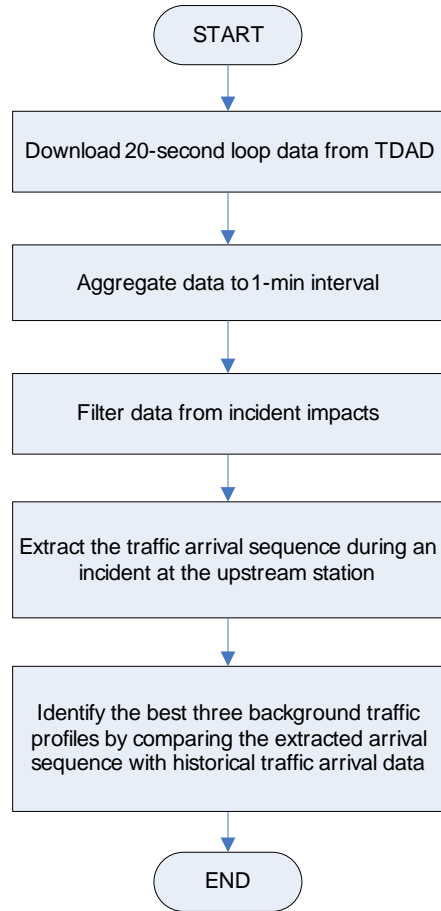 START
Download 20-second loop data from TDAD
Aggregate data to 1-min interval
Filter data from incident impacts
Extract the traffic arrival sequence during an
incident at the upstream station
Identify the best three background traffic
profiles by comparing the extracted arrival
sequence with historical traffic arrival data
END